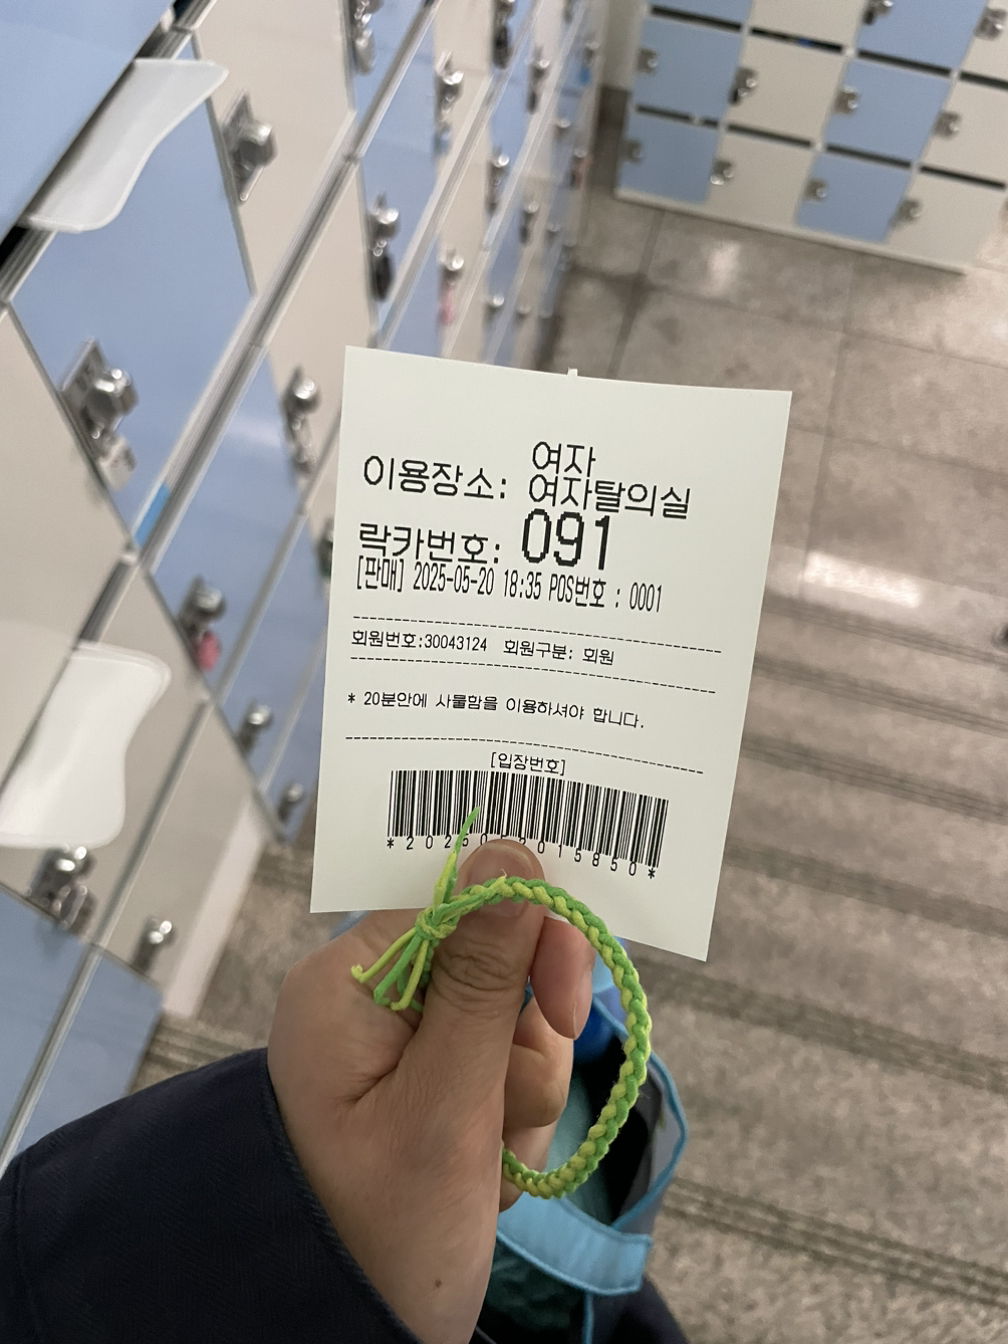 여자
이용장소: 여자탈의실
락카번호: 091
[판매] 2025-05-20 18:35 POS번호 : 0001
회원번호:30043124 회원구분: 회원
* 20분안에 사물함을 이용하셔야 합니다.
[입장번호]